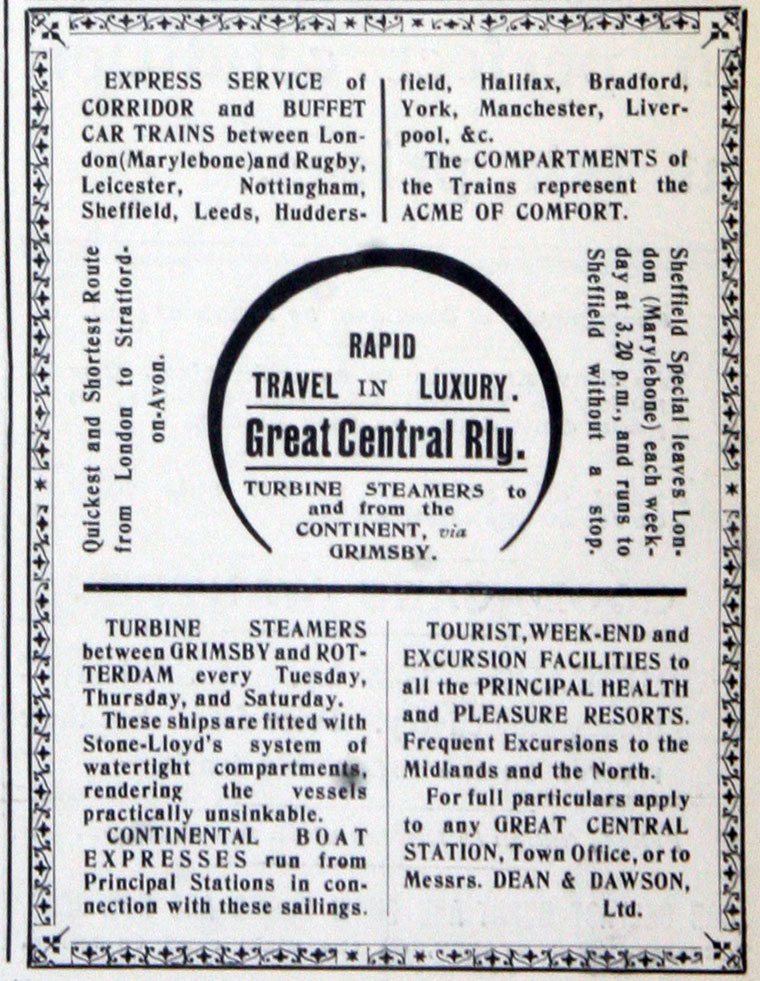 EXPRESS SERVICE of
CORRIDOR and BUFFET
CAR TRAINS between Lon-
don(Marylebone)and Rugby,
Leicester, Nottingham,
Sheffield, Leeds, Hudders-
field, Halifax, Bradford,
York, Manchester, Liver-
pool, &c.
The COMPARTMENTS of
the Trains represent the
ACME OF COMFORT.
Quickest and Shortest Route
from London to Stratford-
on-Avon.
RAPID
TRAVEL IN LUXURY.
Great Central Rly.
TURBINE STEAMERS to
and from the
CONTINENT, via
GRIMSBY.
Sheffield Special leaves Lon-
don (Marylebone) each week-
day at 3.20 p.m., and runs to
Sheffield without a stop.
TURBINE STEAMERS
between GRIMSBY and ROT-
TERDAM every Tuesday,
Thursday, and Saturday.
These ships are fitted with
Stone-Lloyd's system of
watertight compartments,
rendering the vessels
practically unsinkable.
CONTINENTAL BOAT
EXPRESSES run from
Principal Stations in con-
nection with these sailings.
TOURIST, WEEK-END and
EXCURSION FACILITIES to
all the PRINCIPAL HEALTH
and PLEASURE RESORTS.
Frequent Excursions to the
Midlands and the North.
For full particulars apply
to any GREAT CENTRAL
STATION, Town Office, or to
Messrs. DEAN & DAWSON,
Ltd.